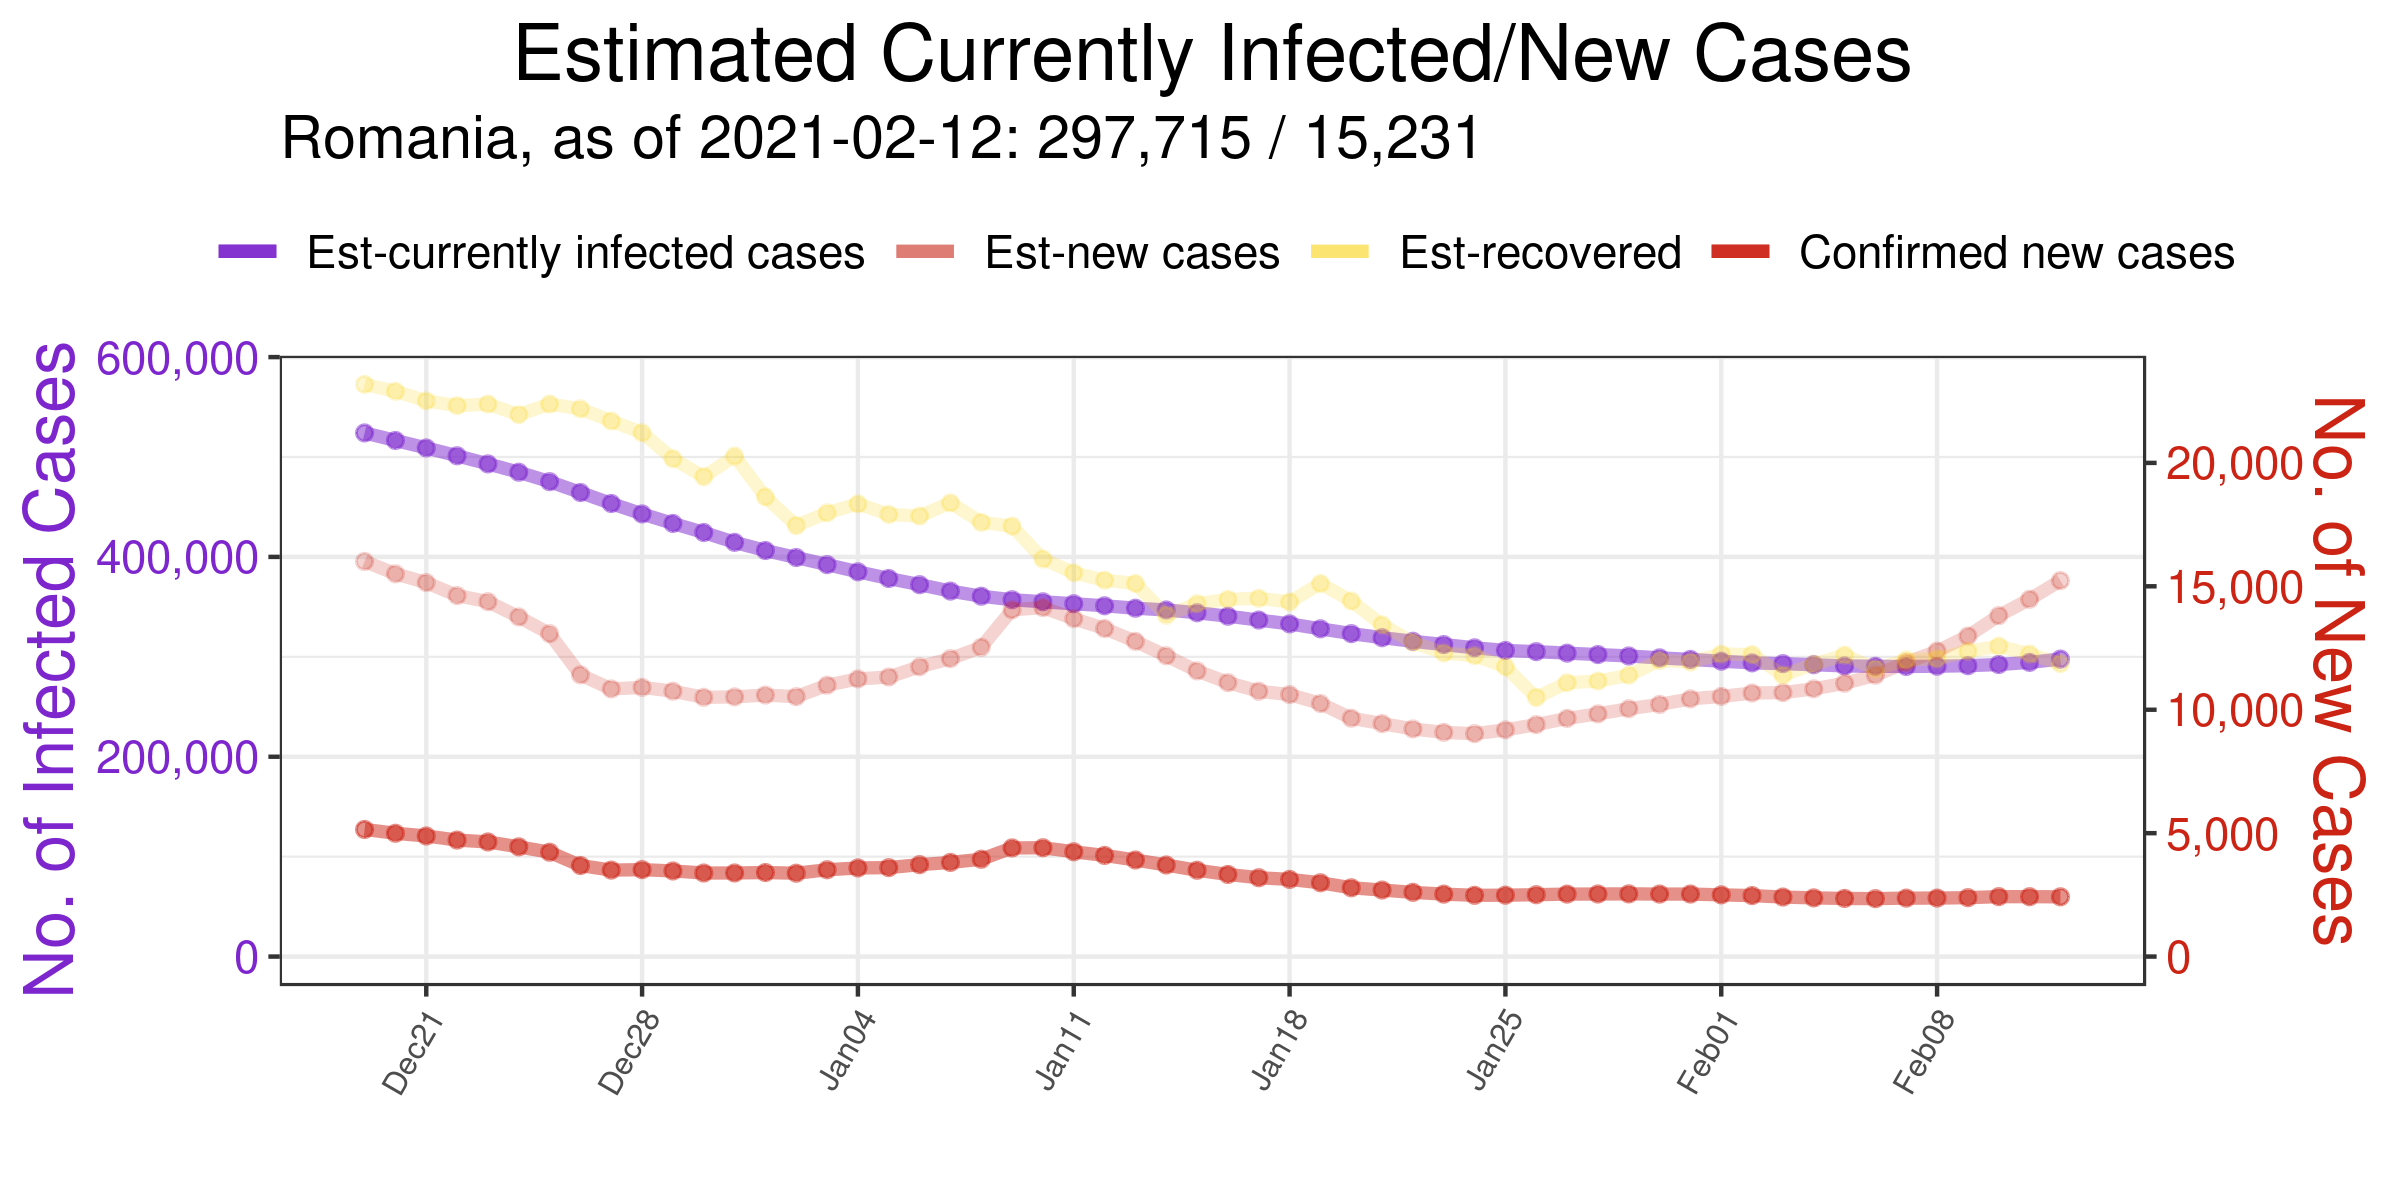 Estimated Currently Infected/New Cases
Romania, as of 2021-02-12: 297,715 / 15,231
Est-currently infected cases Est-new cases Est-recovered Confirmed new cases
No. of Infected Cases
600,000
400,000
200,000
0
20,000
15,000
10,000
5,000
0
No. of New Cases
Dec21 Dec28 Jan04 Jan11 Jan18 Jan25 Feb01 Feb08